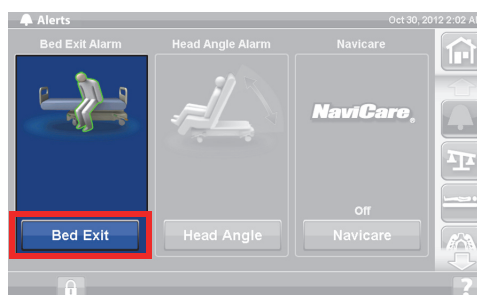 Alerts
Oct 30, 2012 2:02 A
Bed Exit Alarm
Head Angle Alarm
Navicare
NaviCare®
Off
Bed Exit
Head Angle
Navicare
?